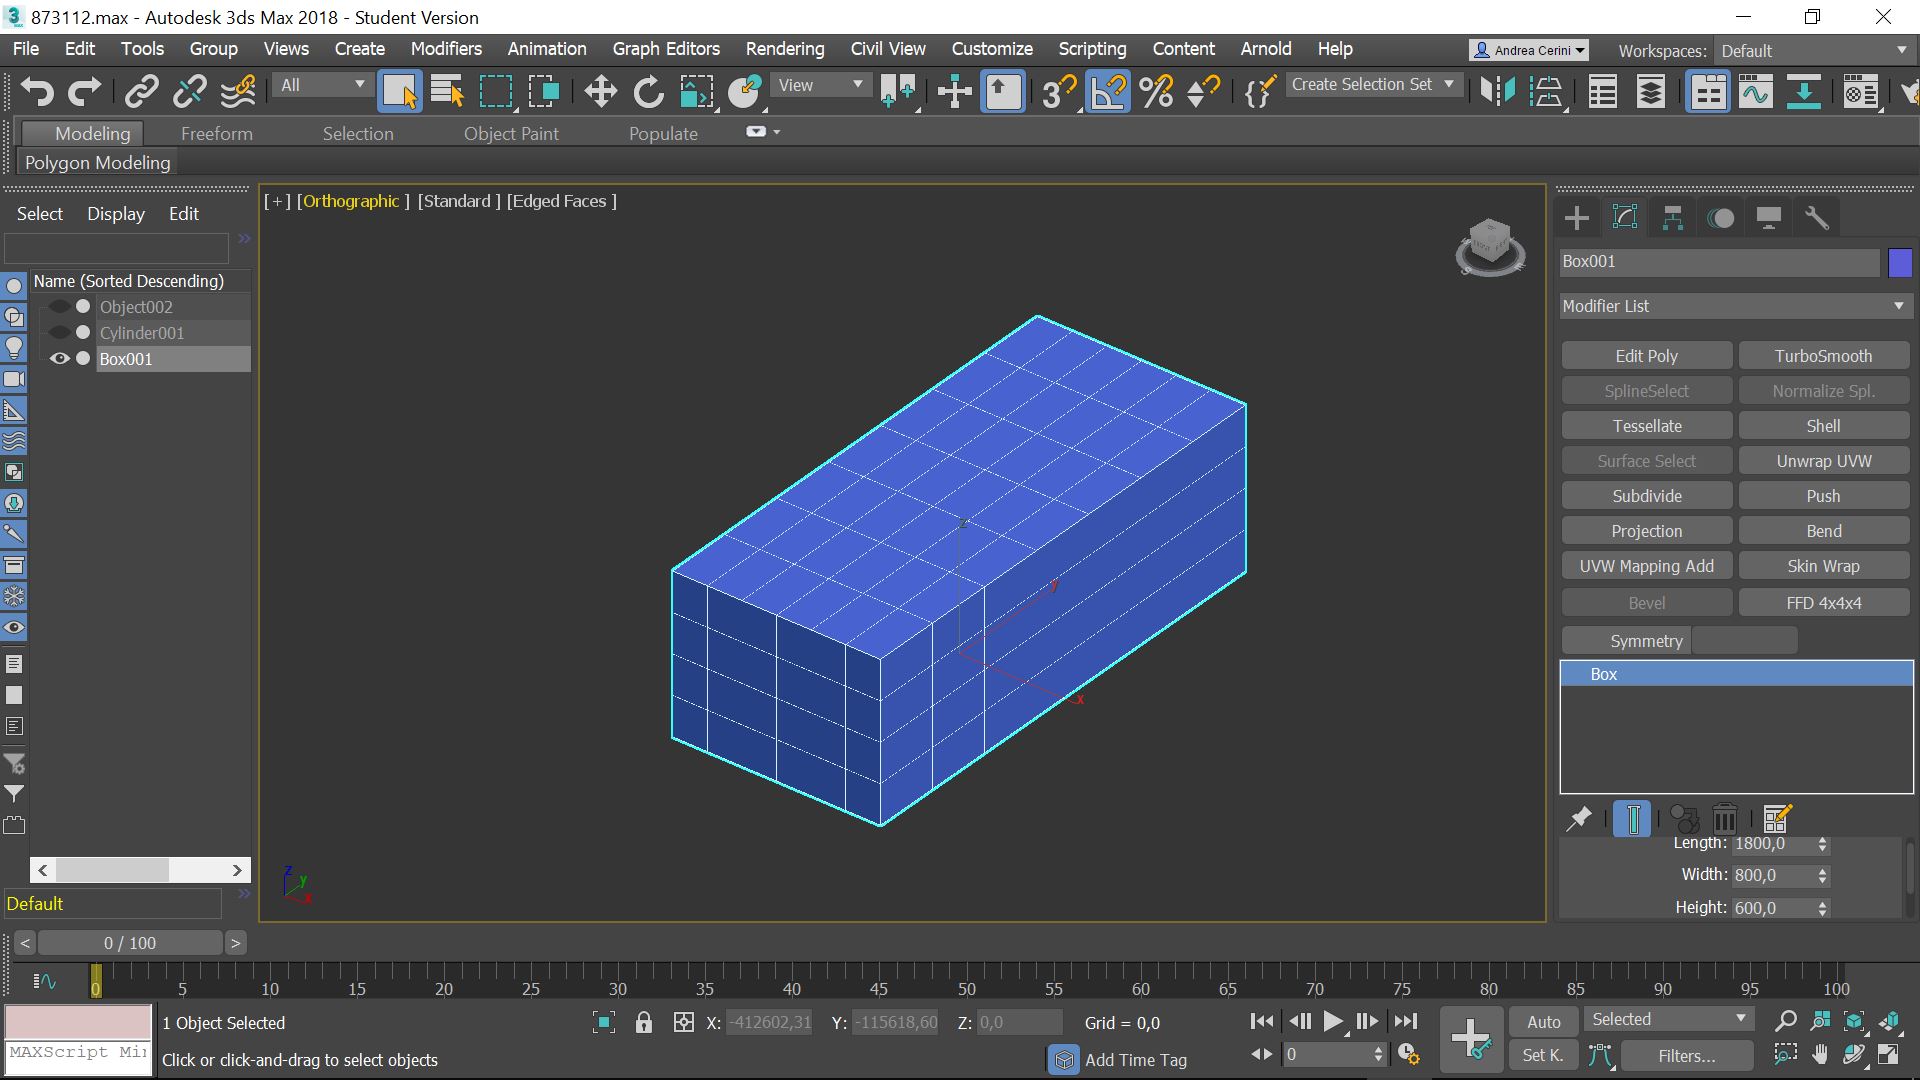 873112.max - Autodesk 3ds Max 2018 - Student Version
File Edit Tools Group Views Create Modifiers Animation Graph Editors Rendering Civil View Customize Scripting Content Arnold Help Andrea Cerini Workspaces: Default
All View Create Selection Set
Modeling Freeform Selection Object Paint Populate
Polygon Modeling
Select Display Edit
Name (Sorted Descending)
Object002
Cylinder001
Box001
Default
[ + ] [Orthographic ] [Standard ] [Edged Faces ]
z
y
x
z
y
x
Box001
Modifier List
Edit Poly TurboSmooth
SplineSelect Normalize Spl.
Tessellate Shell
Surface Select Unwrap UVW
Subdivide Push
Projection Bend
UVW Mapping Add Skin Wrap
Bevel FFD 4x4x4
Symmetry
Box
Length: 1800,0
Width: 800,0
Height: 600,0
< 0 / 100 >
0 5 10 15 20 25 30 35 40 45 50 55 60 65 70 75 80 85 90 95 100
1 Object Selected X: -412602,31 Y: -115618,60 Z: 0,0 Grid = 0,0 Auto Selected
MAXScript Mi
Click or click-and-drag to select objects Add Time Tag 0 Set K. Filters...